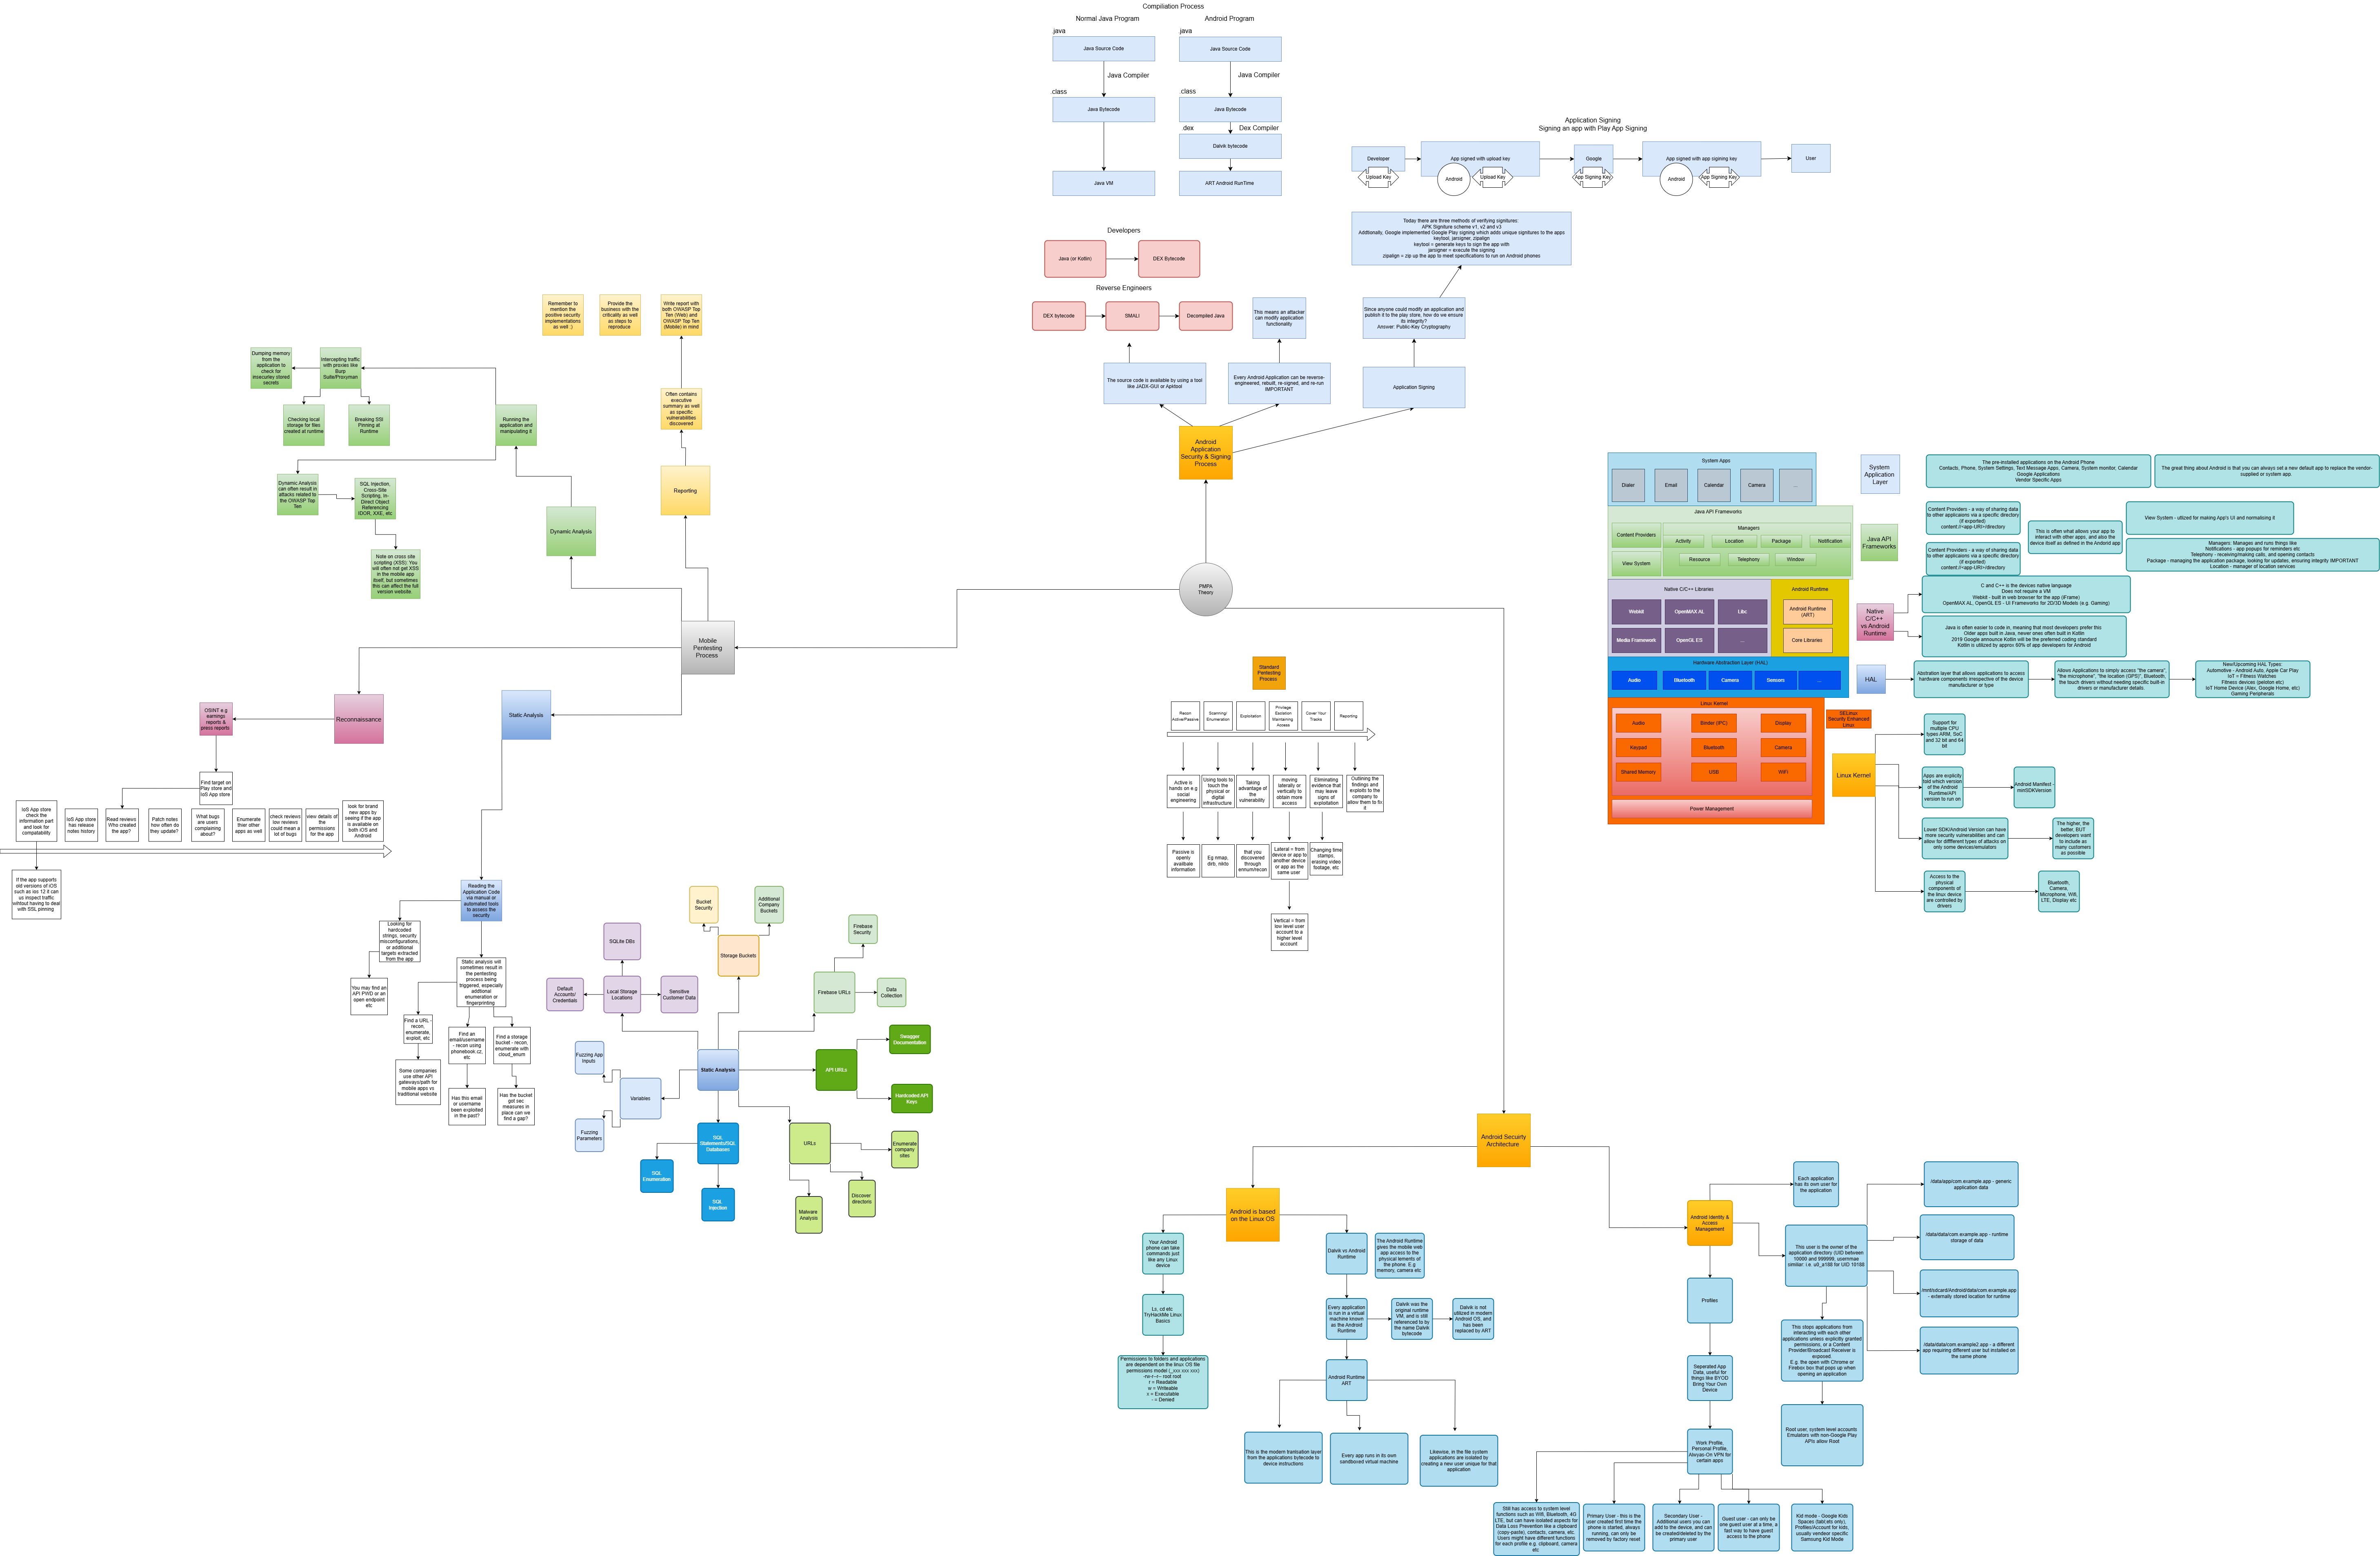 Compiliation Process
Normal Java Program
Android Program
.java
Java Source Code
Java Compiler
.class
Java Bytecode
Java VM
.java
Java Source Code
Java Compiler
.class
Java Bytecode
.dex
Dex Compiler
Dalvik bytecode
ART Android RunTime
Application Signing
Signing an app with Play App Signing
Developer
Upload Key
App signed with upload key
Android
Upload Key
Google
App Signing Key
App signed with app sigining key
Android
App Signing Key
User
Today there are three methods of verifying signitures:
APK Signiture scheme v1, v2 and v3
Addtionally, Google implemented Google Play signing which adds unique signitures to the apps
keytool, jarsigner, zipalign
keytool = generate keys to sign the app with
jarsigner = execute the signing
zipalign = zip up the app to meet specifications to run on Android phones
Developers
Java (or Kotlin)
DEX Bytecode
Reverse Engineers
DEX bytecode
SMALI
Decompiled Java
This means an attacker
can modify application
functionality
Since anyone could modify an application and
publish it to the play store, how do we ensure
its integrity?
Answer: Public-Key Cryptography
The source code is available by using a tool
like JADX-GUI or Apktool
Every Android Application can be reverse-
engineered, rebuilt, re-signed, and re-run
IMPORTANT
Application Signing
Android
Application
Security & Signing
Process
PMPA
Theory
Remember to
mention the
positive security
implementations
as well :)
Provide the
business with the
criticality as well
as steps to
reproduce
Write report with
both OWASP Top
Ten (Web) and
OWASP Top Ten
(Mobile) in mind
Often contains
executive
summary as well
as specific
vulnerabilities
discovered
Reporting
Dumping memory
from the
application to
check for
insecurley stored
secrets
Intercepting traffic
with proxies like
Burp
Suite/Proxyman
Checking local
storage for files
created at runtime
Breaking SSl
Pinning at
Runtime
Running the
application and
manipulating it
Dynamic Analysis
can often result in
attacks related to
the OWASP Top
Ten
SQL Injection,
Cross-Site
Scripting, In-
Direct Object
Referencing
IDOR, XXE, etc
Note on cross site
scripting (XSS): You
will often not get XSS
in the mobile app
itself, but sometimes
this can affect the full
version website.
Dynamic Analysis
Mobile
Pentesting
Process
Reconnaissance
OSINT e.g
earnings
reports &
press reports
Find target on
Play store and
IoS App store
IoS App store
check the
information part
and look for
compatability
IoS App store
has release
notes history
Read reviews
Who created
the app?
Patch notes
how often do
they update?
What bugs
are users
complaining
about?
Enumerate
thier other
apps as well
check reviews
low reviews
could mean a
lot of bugs
view details of
the
permissions
for the app
look for brand
new apps by
seeing if the app
is available on
both iOS and
Android
If the app supports
old versions of iOS
such as ios 12 it can
us inspect traffic
wihtout having to deal
with SSL pinning
Static Analysis
Reading the
Application Code
via manual or
automated tools
to assess the
security
Looking for
hardcoded
strings, security
misconfigurations,
or additional
targets extracted
from the app
You may find an
API PWD or an
open endpoint
etc
Static analysis will
sometimes result in
the pentesting
process being
triggered, especially
addtional
enumeration or
fingerprinting
Find a URL -
recon,
enumerate,
exploit, etc
Some companies
use other API
gateways/path for
mobile apps vs
traditional website
Find an
email/username
- recon using
phonebook.cz,
etc
Has this email
or username
been exploited
in the past?
Find a storage
bucket - recon,
enumerate with
cloud_enum
Has the bucket
got sec
measures in
place can we
find a gap?
Bucket
Security
Additional
Company
Buckets
Storage Buckets
SQLite DBs
Default
Accounts/
Credentials
Local Storage
Locations
Sensitive
Customer Data
Firebase
Security
Firebase URLs
Data
Collection
Swagger
Documentation
API URLs
Hardcoded API
Keys
Static Analysis
Fuzzing App
Inputs
Variables
Fuzzing
Parameters
SQL
Statements/SQL
Databases
SQL
Enumeration
SQL
Injection
URLs
Enumerate
company
sites
Discover
directoris
Malware
Analysis
Standard
Pentesting
Process
Recon
Active/Passive
Scanning/
Enumeration
Exploitation
Privilege
Esclation
Maintaining
Access
Cover Your
Tracks
Reporting
Active is
hands on e.g
social
engineering
Using tools to
touch the
physical or
digital
infrastructure
Taking
advantage of
the
vulnerability
moving
laterally or
vertically to
obtain more
access
Eliminating
evidence that
may leave
signs of
exploitation
Outlining the
findings and
exploits to the
company to
allow them to fix
it
Passive is
openly
availbale
information
Eg nmap,
dirb, nikto
that you
discovered
through
ennum/recon
Lateral = from
device or app to
another device
or app as the
same user
Changing time
stamps,
erasing video
footage, etc
Vertical = from
low level user
account to a
higher level
account
System Apps
Dialer
Email
Calendar
Camera
...
Java API Frameworks
Content Providers
View System
Managers
Activity
Location
Package
Notification
Resource
Telephony
Window
Native C/C++ Libraries
Webkit
OpenMAX AL
Libc
Media Framework
OpenGL ES
...
Android Runtime
Android Runtime
(ART)
Core Libraries
Hardware Abstraction Layer (HAL)
Audio
Bluetooth
Camera
Sensors
...
Linux Kernel
Audio
Binder (IPC)
Display
Keypad
Bluetooth
Camera
Shared Memory
USB
WiFi
Power Management
SELinux:
Security Enhanced
Linux
System
Application
Layer
The pre-installed applications on the Android Phone
Contacts, Phone, System Settings, Text Message Apps, Camera, System monitor, Calendar
Google Applications
Vendor Specific Apps
The great thing about Android is that you can always set a new default app to replace the vendor-
supplied or system app.
Java API
Frameworks
Content Providers - a way of sharing data
to other applicaions via a specific directory
(if exported)
content://<app-URI>/directory
Content Providers - a way of sharing data
to other applicaions via a specific directory
(if exported)
content://<app-URI>/directory
This is often what allows your app to
interact with other apps, and also the
device itself as defined in the Andorid app
View System - utlized for making App's UI and normalising it
Managers: Manages and runs things like
Notifications - app popups for reminders etc
Telephony - receiving/making calls, and opening contacts
Package - managing the application package, looking for updates, ensuring Integrity IMPORTANT
Location - manager of location services
Native
C/C++
vs Android
Runtime
C and C++ is the devices native language
Does not require a VM
Webkit - built in web browser for the app (iFrame)
OpenMAX AL, OpenGL ES - UI Frameworks for 2D/3D Models (e.g. Gaming)
Java is often easier to code in, meaning that most developers prefer this
Older apps built in Java, newer ones often built in Kotlin
2019 Google announce Kotlin will be the preferred coding standard
Kotlin is utilized by approx 60% of app developers for Android
HAL
Abstration layer that allows applications to access
hardware components irrespective of the device
manufacturer or type
Allows Applications to simply access "the camera",
"the microphone", "the location (GPS)", Bluetooth,
the touch drivers without needing specific built-in
drivers or manufacturer details.
New/Upcoming HAL Types:
Automotive - Android Auto, Apple Car Play
IoT = Fitness Watches
Fitness devices (peloton etc)
IoT Home Device (Alex, Google Home, etc)
Gaming Peripherals
Linux Kernel
Support for
multiple CPU
types ARM, SoC
and 32 bit and 64
bit
Apps are explicity
told which version
of the Android
Runtime/API
version to run on
Android Manifest -
minSDKVersion
Lower SDK/Android Version can have
more security vulnerabilities and can
allow for diffferent types of attacks on
only some devices/emulators
The higher, the
better, BUT
developers want
to include as
many customers
as possible
Access to the
physical
components of
the linux device
are controlled by
drivers
Bluetooth,
Camera,
Microphone, Wifi,
LTE, Display etc
Android Secuirty
Architecture
Android is based
on the Linux OS
Your Android
phone can take
commands just
like any Linux
device
Ls, cd etc
TryHackMe Linux
Basics
Permissions to folders and applications
are dependent on the linux OS file
permissions model (_xxx xxx xxx)
-rw-r--r-- root root
r = Readable
w = Writeable
x = Executable
- = Denied
Dalvik vs Android
Runtime
The Android Runtime
gives the mobile web
app access to the
physical lements of
the phone. E.g
memory, camera etc.
Every application
is run in a virtual
machine known
as the Android
Runtime
Dalvik was the
original runtime
VM, and is still
referenced to by
the name Dalvik
bytecode
Dalvik is not
utilized in modern
Android OS, and
has been
replaced by ART
Android Runtime
ART
This is the modern tranisation layer
from the applications bytecode to
device instructions
Every app runs in its own
sandboxed virtual machine
Likewise, in the file system
applications are isolated by
creating a new user unique for that
application
Android Identity &
Access
Management
Each application
has its own user for
the application
This user is the owner of the
application directory (UID between
10000 and 999999, usernmae
similiar: i.e. u0_a188 for UID 10188
/data/app/com.example.app - generic
application data
/data/data/com.example.app - runtime
storage of data
/mnt/sdcard/Android/data/com.example.app
- externally stored location for runtime
/data/data/com.example2.app - a different
app requiring different user but installed on
the same phone
This stops applications from
interacting with each other
applications unless explicitly granted
permissions, or a Content
Provider/Broadcast Receiver is
exposed.
E.g. the open with Chrome or
Firebox box that pops up when
opening an application
Root user, system level accounts
Emulators with non-Google Play
APIs allow Root
Profiles
Seperated App
Data, useful for
things like BYOD
Bring Your Own
Device
Work Profile,
Personal Profile,
Alwyas-On VPN for
certain apps
Still has access to system level
functions such as Wifi, Bluetooth, 4G
LTE, but can have isolated aspects for
Data Loss Prevention like a clipboard
(copy-paste), contacts, camera, etc.
Users might have different functions
for each profile e.g. clipboard, camera
etc
Primary User - this is the
user created first time the
phone is started, always
running, can only be
removed by factory reset
Secondary User -
Additional users you can
add to the device, and can
be created/deleted by the
primary user
Guest user - can only be
one guest user at a time, a
fast way to have guest
access to the phone
Kid mode - Google Kids
Spaces (tabl;ets only),
Profiles/Account for kids,
usually vendeor specific
Samsung Kid Mode